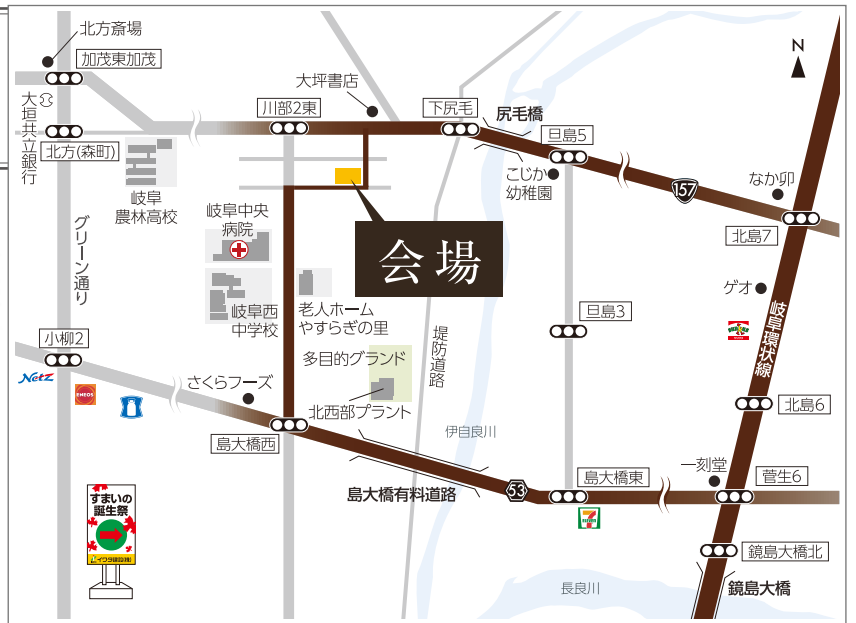 北方斎場
加茂東加茂
N
大坪書店
川部2東
下尻毛
尻毛橋
旦島5
大垣共立銀行
北方(森町)
こじか
幼稚園
157
なか卯
岐阜
農林高校
岐阜中央
病院
北島7
グリーン通り
会場
ゲオ
岐阜西
中学校
老人ホーム
やすらぎの里
旦島3
岐阜環状線
小柳2
多目的グランド
堤防道路
Netz
ENEOS
さくらフーズ
北西部プラント
北島6
島大橋西
伊自良川
島大橋有料道路
53
島大橋東
一刻堂
菅生6
すまいの
誕生祭
7
ELEVEN
イワタ建設(株)
鏡島大橋北
長良川
鏡島大橋